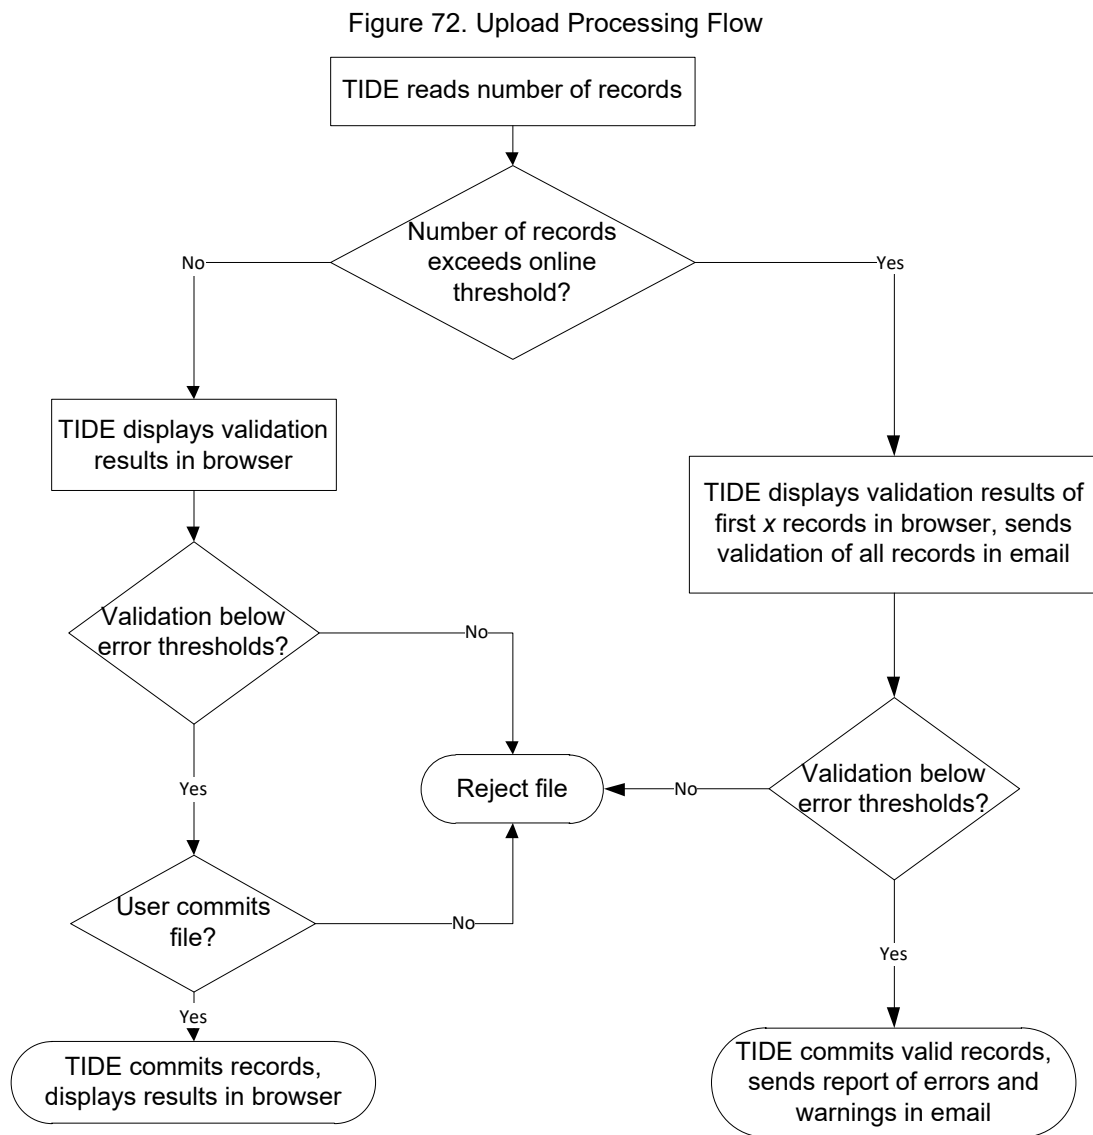 Figure 72. Upload Processing Flow
TIDE reads number of records
Number of records
exceeds online
threshold?
No
Yes
TIDE displays validation
results in browser
TIDE displays validation results of
first x records in browser, sends
validation of all records in email
Validation below
error thresholds?
No
Yes
Reject file
No
Validation below
error thresholds?
User commits
file?
No
Yes
Yes
TIDE commits records,
displays results in browser
TIDE commits valid records,
sends report of errors and
warnings in email